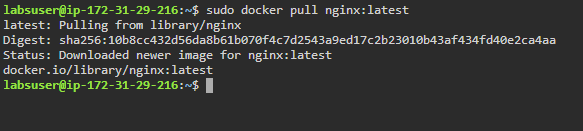 labsuser@ip-172-31-29-216:~$ sudo docker pull nginx:latest
latest: Pulling from library/nginx
Digest: sha256:10b8cc432d56da8b61b070f4c7d2543a9ed17c2b23010b43af434fd40e2ca4aa
Status: Downloaded newer image for nginx:latest
docker.io/library/nginx:latest
labsuser@ip-172-31-29-216:~$